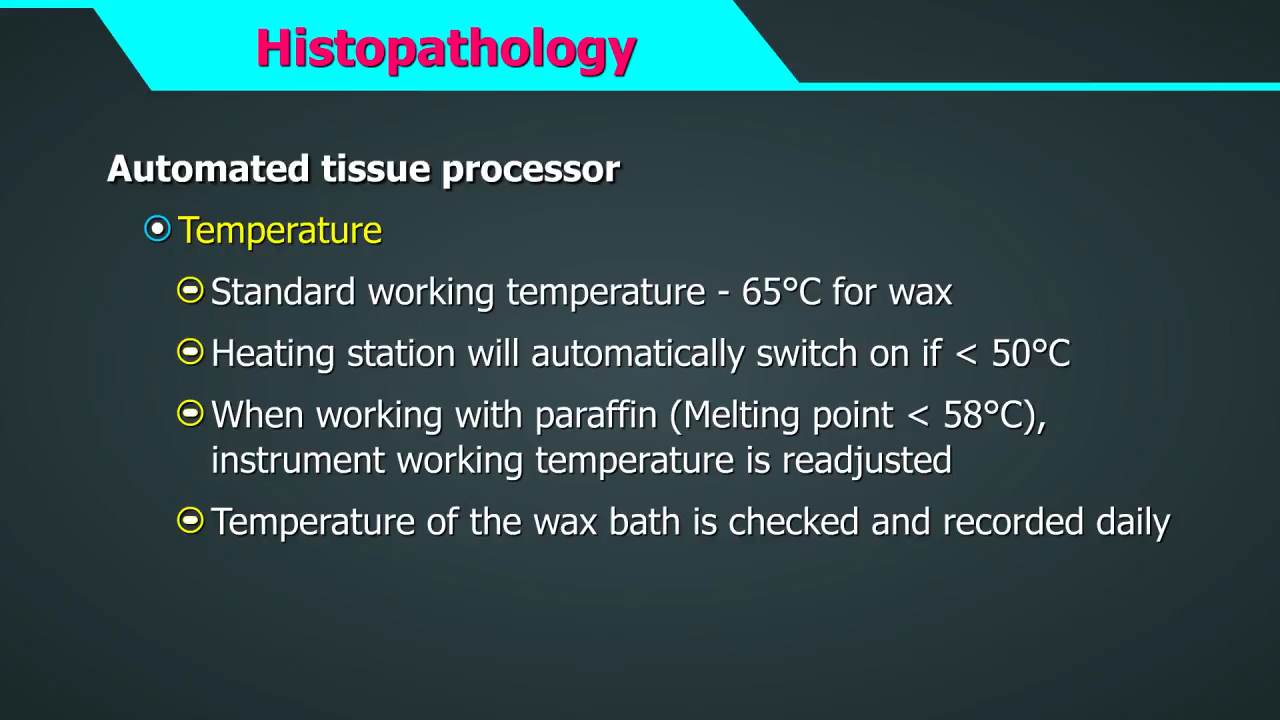 Histopathology
Automated tissue processor
Temperature
Standard working temperature - 65°C for wax
Heating station will automatically switch on if < 50°C
When working with paraffin (Melting point < 58°C),
instrument working temperature is readjusted
Temperature of the wax bath is checked and recorded daily